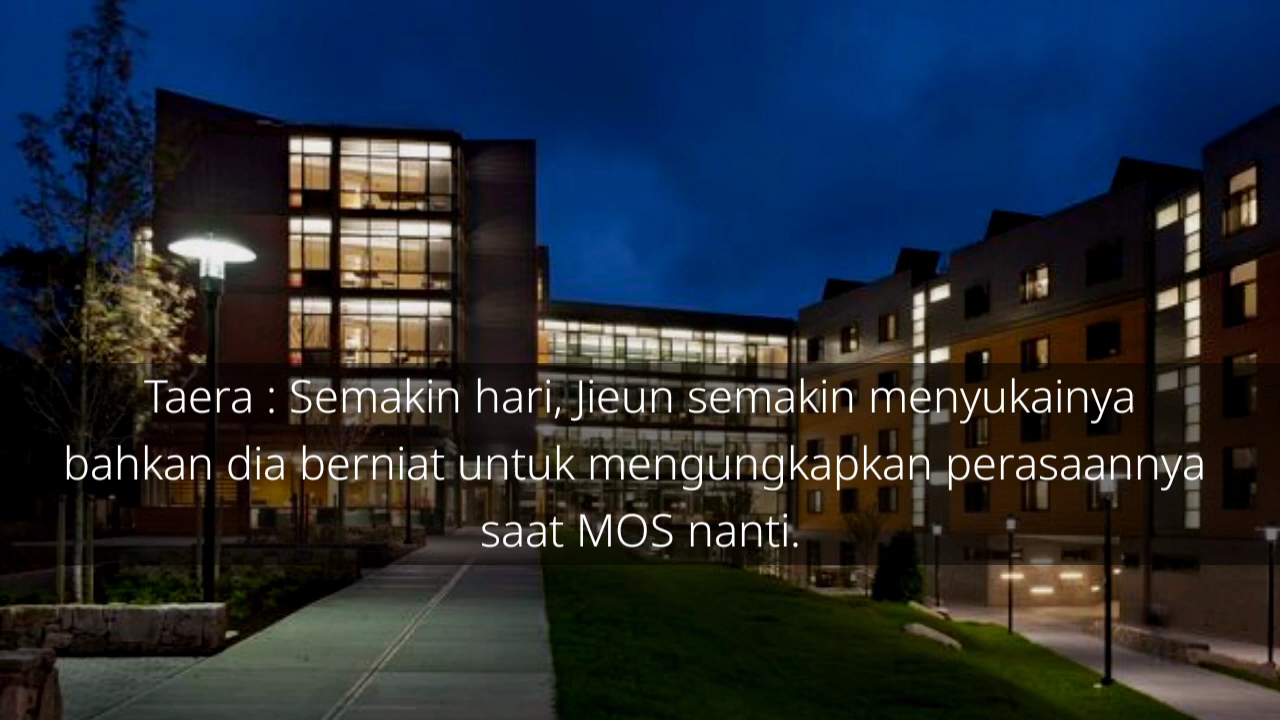 Taera : Semakin hari, Jieun semakin menyukainya
bahkan dia berniat untuk mengungkapkan perasaannya
saat MOS nanti.